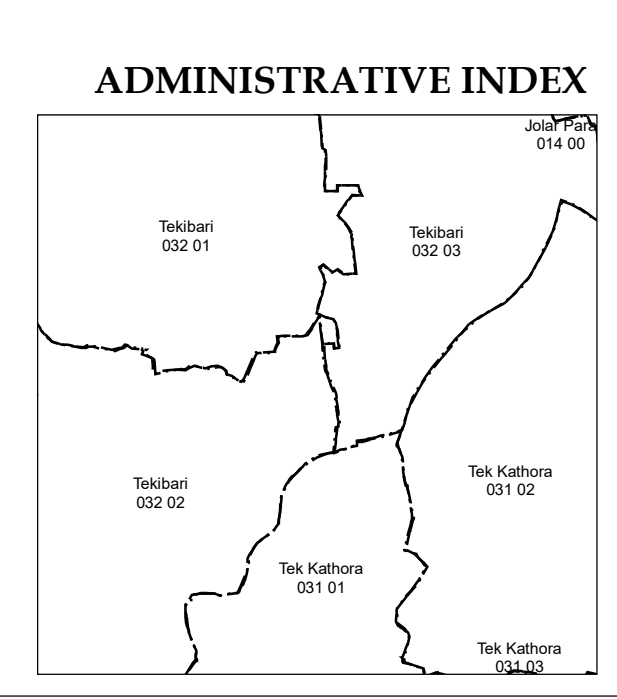 ADMINISTRATIVE INDEX
Jolar Para
014 00
Tekibari
032 01
Tekibari
032 03
Tek Kathora
031 02
Tekibari
032 02
Tek Kathora
031 01
Tek Kathora
031 03